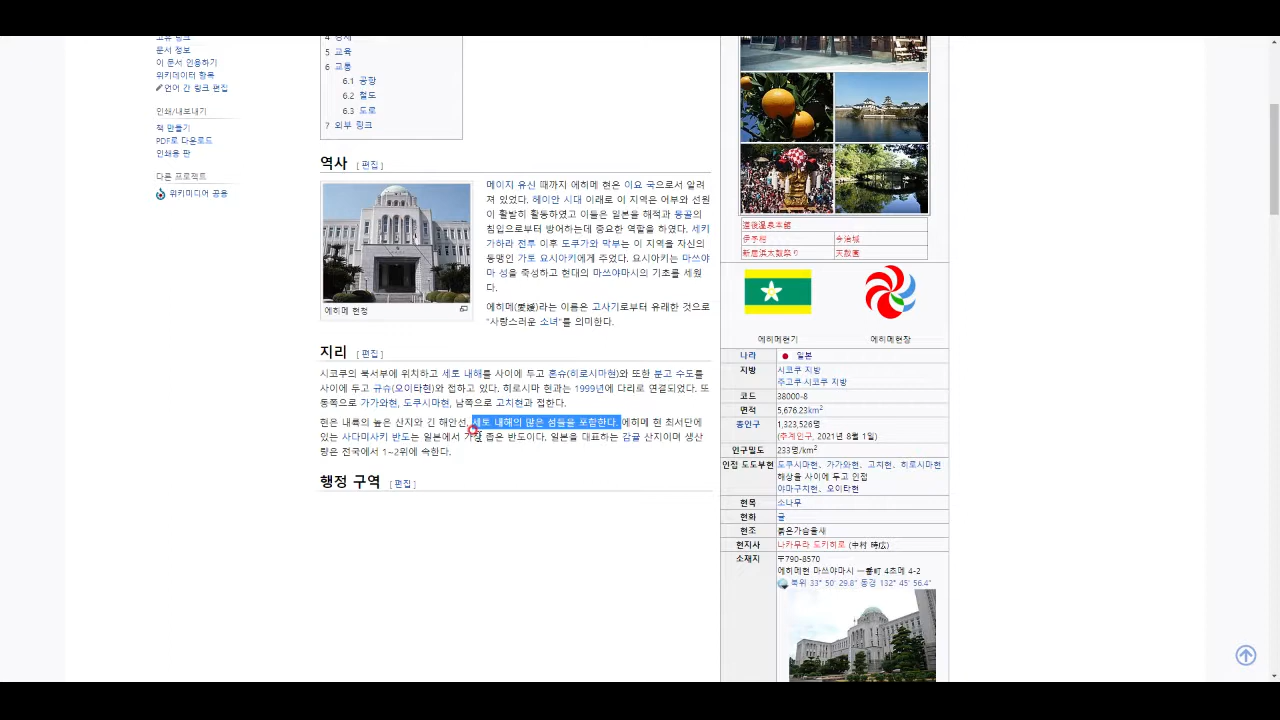 고유 링크
문서 정보
이 문서 인용하기
위키데이터 항목
언어 간 링크 편집
인쇄/내보내기
책 만들기
PDF로 다운로드
인쇄용 판
다른 프로젝트
위키미디어 공용
4 경제
5 교육
6 교통
6.1 공항
6.2 철도
6.3 도로
7 외부 링크
역사 [편집]
에히메 현청
메이지 유신 때까지 에히메 현은 이요 국으로서 알려
져 있었다. 헤이안 시대 이래로 이 지역은 어부와 선원
이 활발히 활동하였고 이들은 일본을 해적과 몽골의
침입으로부터 방어하는데 중요한 역할을 하였다. 세키
가하라 전투 이후 도쿠가와 막부는 이 지역을 자신의
동맹인 가토 요시아키에게 주었다. 요시아키는 마쓰야
마 성을 축성하고 현대의 마쓰야마시의 기초를 세웠
다.
에히메(愛媛)라는 이름은 고사기로부터 유래한 것으로
"사랑스러운 소녀"를 의미한다.
지리 [편집]
시코쿠의 북서부에 위치하고 세토 내해를 사이에 두고 혼슈(히로시마현)와 또한 분고 수도를
사이에 두고 규슈(오이타현)와 접하고 있다. 히로시마 현과는 1999년에 다리로 연결되었다. 또
동쪽으로 가가와현, 도쿠시마현, 남쪽으로 고치현과 접한다.
현은 내륙의 높은 산지와 긴 해안선, 세토 내해의 많은 섬들을 포함한다. 에히메 현 최서단에
있는 사다미사키 반도는 일본에서 가장 좁은 반도이다. 일본을 대표하는 감귤 산지이며 생산
량은 전국에서 1~2위에 속한다.
행정 구역 [편집]
道後温泉本館
伊予柑 今治城
新居浜太鼓祭り 天赦園
에히메현기 에히메현장
나라 일본
지방 시코쿠 지방
주고쿠·시코쿠 지방
코드 38000-8
면적 5,676.23km2
총인구 1,323,526명
(추계인구, 2021년 8월 1일)
인구밀도 233명/km2
인접 도도부현 도쿠시마현、가가와현、고치현、히로시마현
해상을 사이에 두고 인접
야마구치현、오이타현
현목 소나무
현화 귤
현조 붉은가슴울새
현지사 나카무라 도키히로 (中村 時広)
소재지 〒790-8570
에히메현 마쓰야마시 一番町 4초메 4-2
북위 33° 50′ 29.8″ 동경 132° 45′ 56.4″